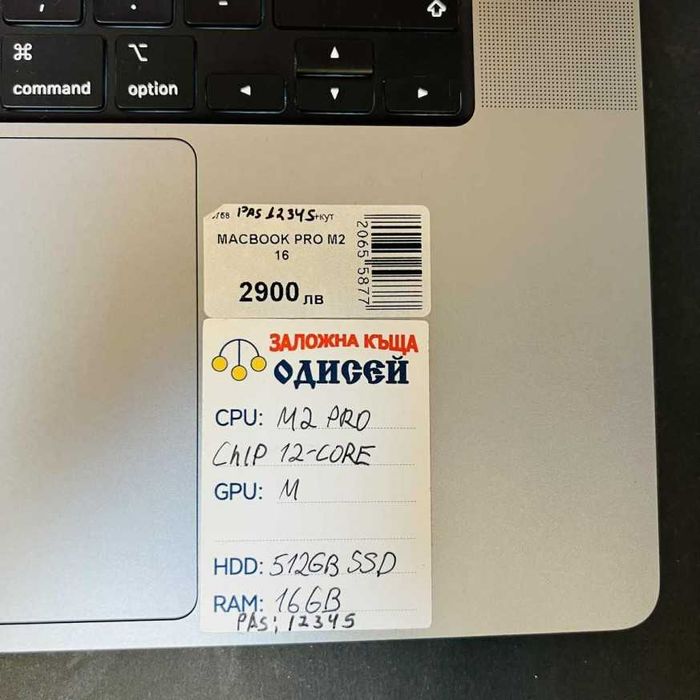 command
option
PAS 12345+кут
MACBOOK PRO M2
16
2900 лв
2065 5877
ЗАЛОЖНА КЪЩА
ОДИСЕЙ
CPU: M2 PRO
CHIP 12-CORE
GPU: M
HDD: 512GB SSD
RAM: 16GB
PAS: 12345